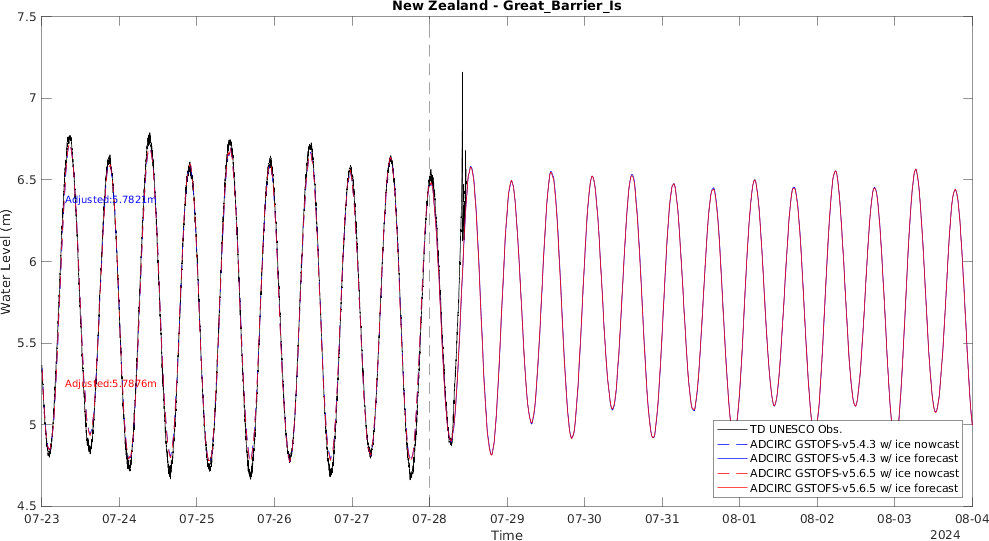 New Zealand - Great_Barrier_Is
7.5
7
6.5
6
5.5
5
4.5
Water Level (m)
Adjusted:5.7821m
Adjusted:5.7876m
TD UNESCO Obs.
ADCIRC GSTOFS-v5.4.3 w/ ice nowcast
ADCIRC GSTOFS-v5.4.3 w/ ice forecast
ADCIRC GSTOFS-v5.6.5 w/ ice nowcast
ADCIRC GSTOFS-v5.6.5 w/ ice forecast
07-23 07-24 07-25 07-26 07-27 07-28 07-29 07-30 07-31 08-01 08-02 08-03 08-04
Time
2024